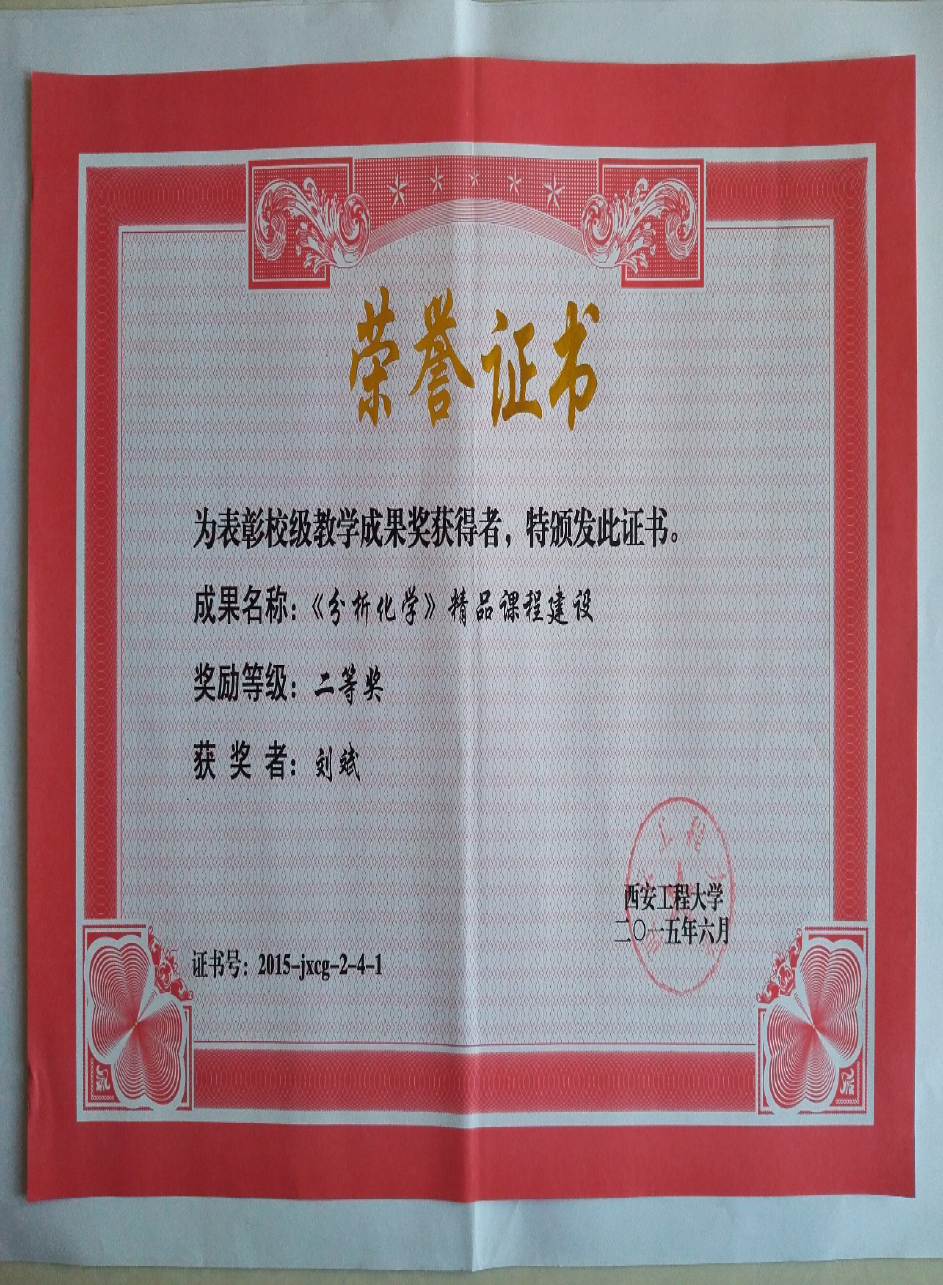 荣誉证书
为表彰校级教学成果奖获得者，特颁发此证书。
成果名称：《分析化学》精品课程建设
奖励等级：二等奖
获 奖 者：刘斌
西安工程大学
二〇一五年六月
证书号：2015-jxcg-2-4-1